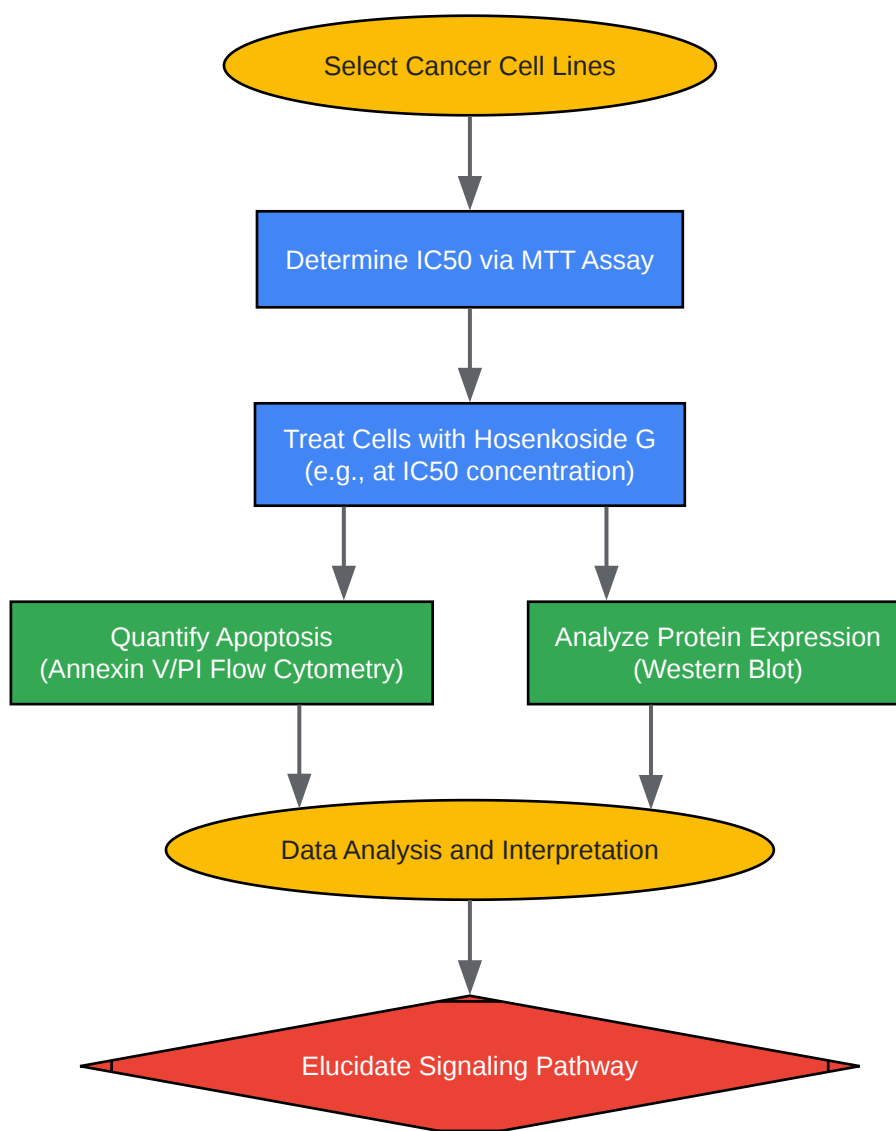 Select Cancer Cell Lines
Determine IC50 via MTT Assay
Treat Cells with Hosenkoside G
(e.g., at IC50 concentration)
Quantify Apoptosis
(Annexin V/PI Flow Cytometry)
Analyze Protein Expression
(Western Blot)
Data Analysis and Interpretation
Elucidate Signaling Pathway